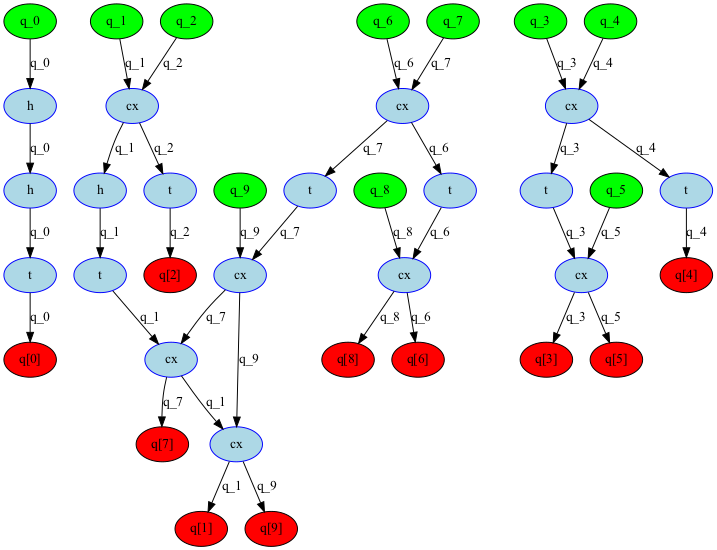 q_0 q_1 q_2 q_6 q_7 q_3 q_4
q_0 q_1 q_2 q_6 q_7 q_3 q_4
h cx cx cx
q_0 q_1 q_2 q_7 q_6 q_3 q_4
h h t q_9 t q_8 t t q_5 t
q_0 q_1 q_2 q_9 q_7 q_8 q_6 q_3 q_5 q_4
t t q[2] cx cx cx q[4]
q_0 q_1 q_7 q_9 q_8 q_6 q_3 q_5
q[0] cx q[8] q[6] q[3] q[5]
q_7 q_1
q[7] cx
q_1 q_9
q[1] q[9]